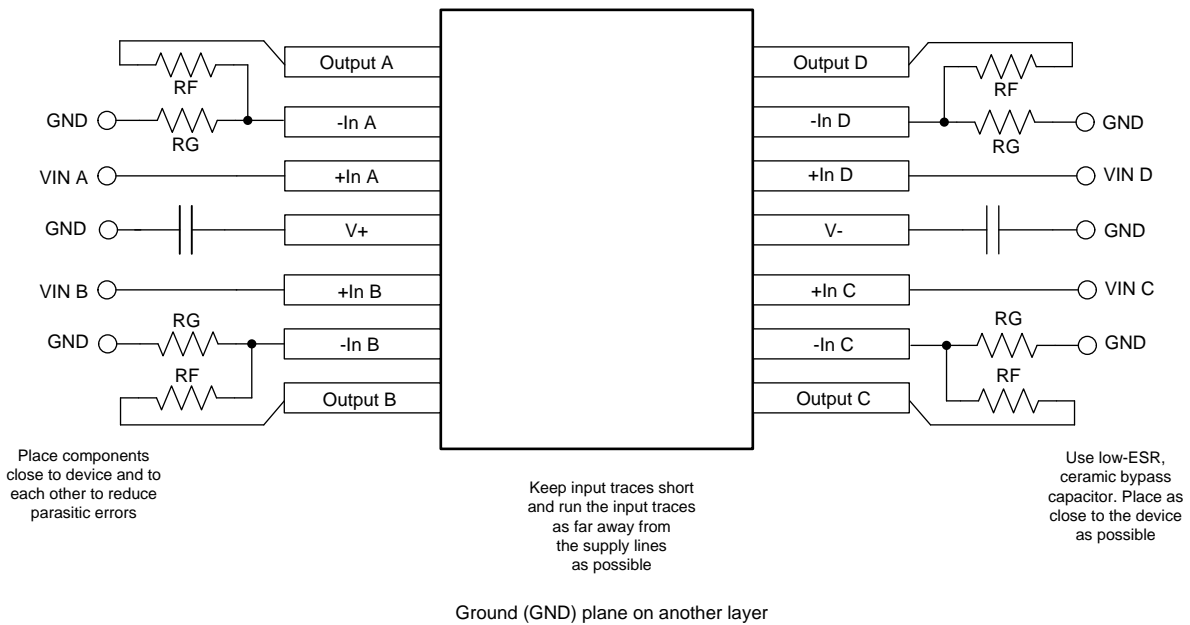 Output A
Output D
RF
RF
GND
-In A
-In D
GND
RG
RG
VIN A
+In A
+In D
VIN D
GND
V+
V-
GND
VIN B
+In B
+In C
VIN C
RG
RG
GND
-In B
-In C
GND
RF
RF
Output B
Output C
Place components
close to device and to
each other to reduce
parasitic errors
Keep input traces short
and run the input traces
as far away from
the supply lines
as possible
Use low-ESR,
ceramic bypass
capacitor. Place as
close to the device
as possible
Ground (GND) plane on another layer